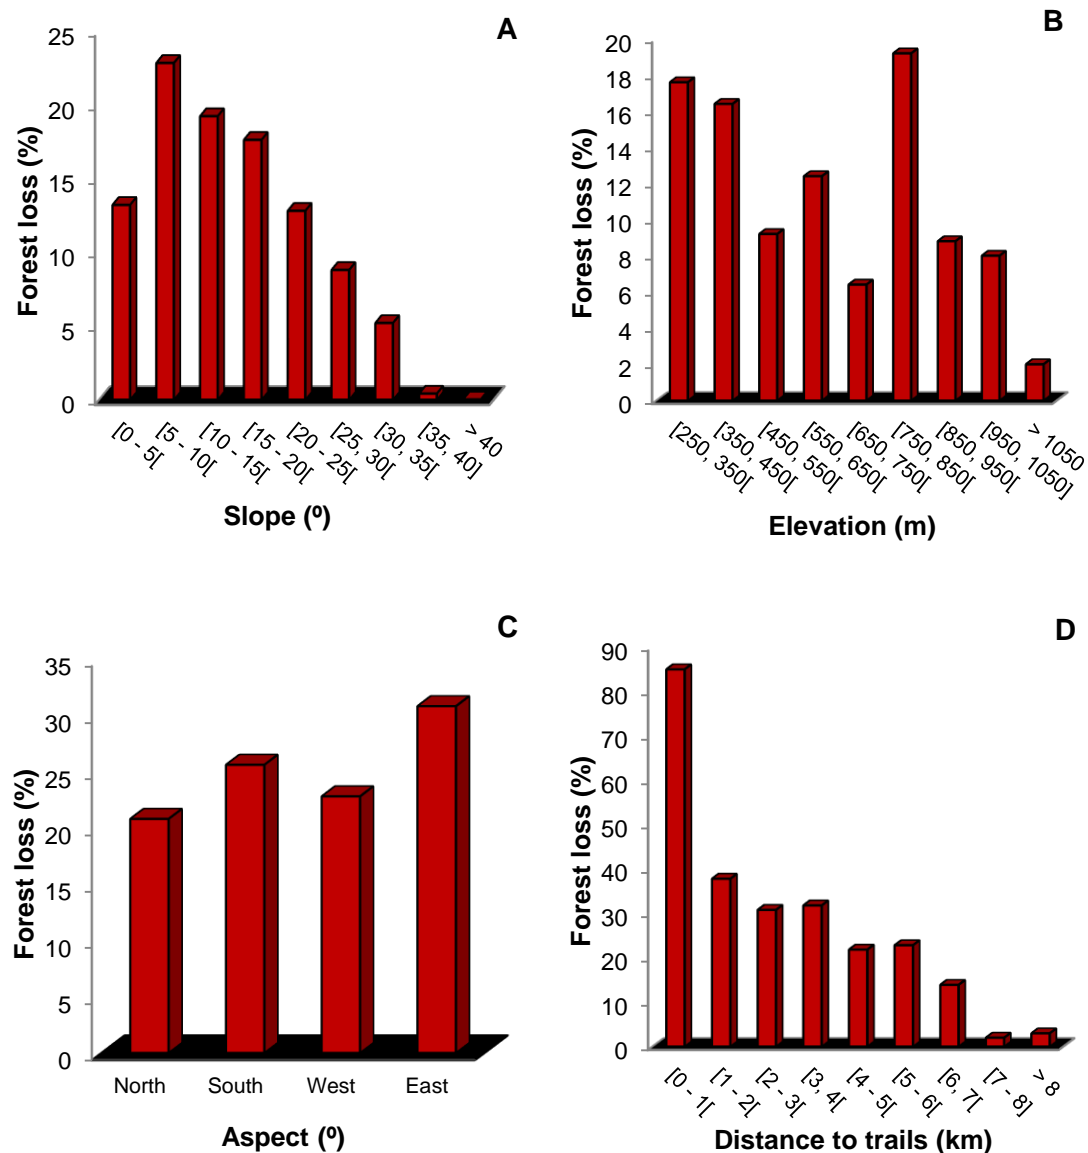 A
25
20
15
10
5
0
Forest loss (%)
[0 - 5[
[5 - 10[
[10 - 15[
[15 - 20[
[20 - 25[
[25, 30[
[30, 35[
[35, 40]
> 40
Slope (º)
B
20
18
16
14
12
10
8
6
4
2
0
Forest loss (%)
[250, 350[
[350, 450[
[450, 550[
[550, 650[
[650, 750[
[750, 850[
[850, 950[
[950, 1050]
> 1050
Elevation (m)
C
35
30
25
20
15
10
5
0
Forest loss (%)
North
South
West
East
Aspect (º)
D
90
80
70
60
50
40
30
20
10
0
Forest loss (%)
[0 - 1[
[1 - 2[
[2 - 3[
[3, 4[
[4 - 5[
[5 - 6[
[6, 7[
[7 - 8]
> 8
Distance to trails (km)